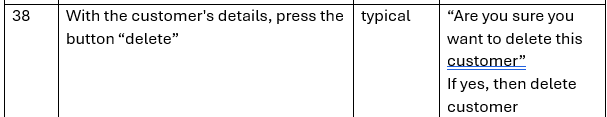 38 With the customer's details, press the typical “Are you sure you
button “delete” want to delete this
customer”
If yes, then delete
customer